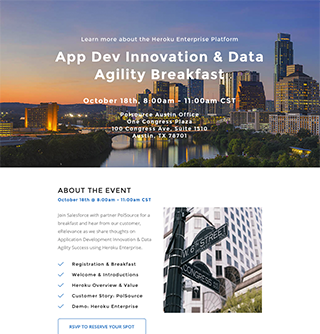 Learn more about the Heroku Enterprise Platform
App Dev Innovation & Data
Agility Breakfast
October 18th, 8:00am - 11:00am CST
PolSource Austin Office
One Congress Plaza
100 Congress Ave, Suite 1510
Austin, TX 78701
ABOUT THE EVENT
October 18th @ 8:00am - 11:00am
Join Salesforce with partner PolSource for a
breakfast and hear from our customer,
eRelevance as we share thoughts on
Application Development Innovation & Data
Agility Success using Heroku Enterprise.
Registration & Breakfast
Welcome & Introductions
Heroku Overview & Value
Customer Story: PolSource
Demo: Heroku Enterprise
CONGRESS
RSVP TO RESERVE YOUR SPOT